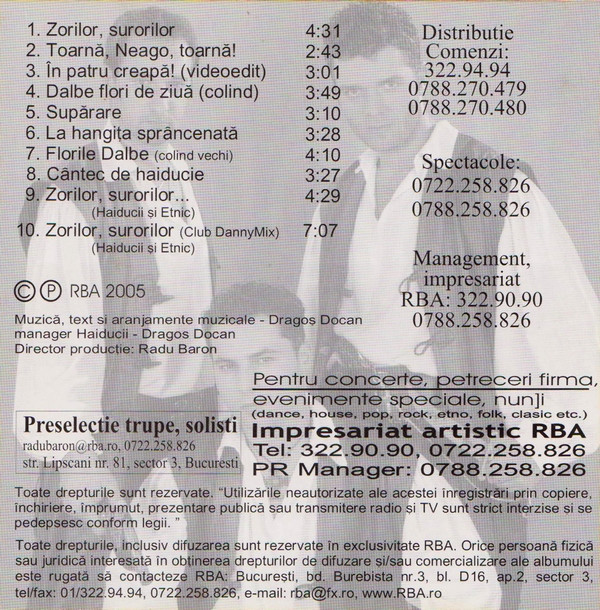 1. Zorilor, surorilor 4:31
2. Toarnă, Neago, toarnă! 2:43
3. În patru creapă! (videoedit) 3:01
4. Dalbe flori de ziuă (colind) 3:49
5. Supărare 3:10
6. La hangița sprâncenată 3:28
7. Florile Dalbe (colind vechi) 4:10
8. Cântec de haiducie 3:27
9. Zorilor, surorilor... 4:29
(Haiducii și Etnic)
10. Zorilor, surorilor (Club DannyMix) 7:07
(Haiducii și Etnic)
Distributie
Comenzi:
322.94.94
0788.270.479
0788.270.480
Spectacole:
0722.258.826
0788.258.826
Management,
impresariat
RBA: 322.90.90
0788.258.826
© ℗ RBA 2005
Muzică, text si aranjamente muzicale - Dragoș Docan
manager Haiducii - Dragos Docan
Director productie: Radu Baron
Pentru concerte, petreceri firma,
evenimente speciale, nunji
(dance, house, pop, rock, etno, folk, clasic etc.)
Impresariat artistic RBA
Tel: 322.90.90, 0722.258.826
PR Manager: 0788.258.826
Preselectie trupe, solisti
radubaron@rba.ro, 0722.258.826
str. Lipscani nr. 81, sector 3, Bucuresti
Toate drepturile sunt rezervate. “Utilizările neautorizate ale acestei înregistrări prin copiere,
închiriere, împrumut, prezentare publică sau transmitere radio și TV sunt strict interzise si se
pedepsesc conform legii. ”
Toate drepturile, inclusiv difuzarea sunt rezervate în exclusivitate RBA. Orice persoană fizică
sau juridică interesată în obținerea drepturilor de difuzare și/sau comercializare ale albumului
este rugată să contacteze RBA: București, bd. Burebista nr.3, bl. D16, ap.2, sector 3,
tel/fax: 01/322.94.94, 0722.258.826, e-mail: rba@fx.ro, www.RBA.ro